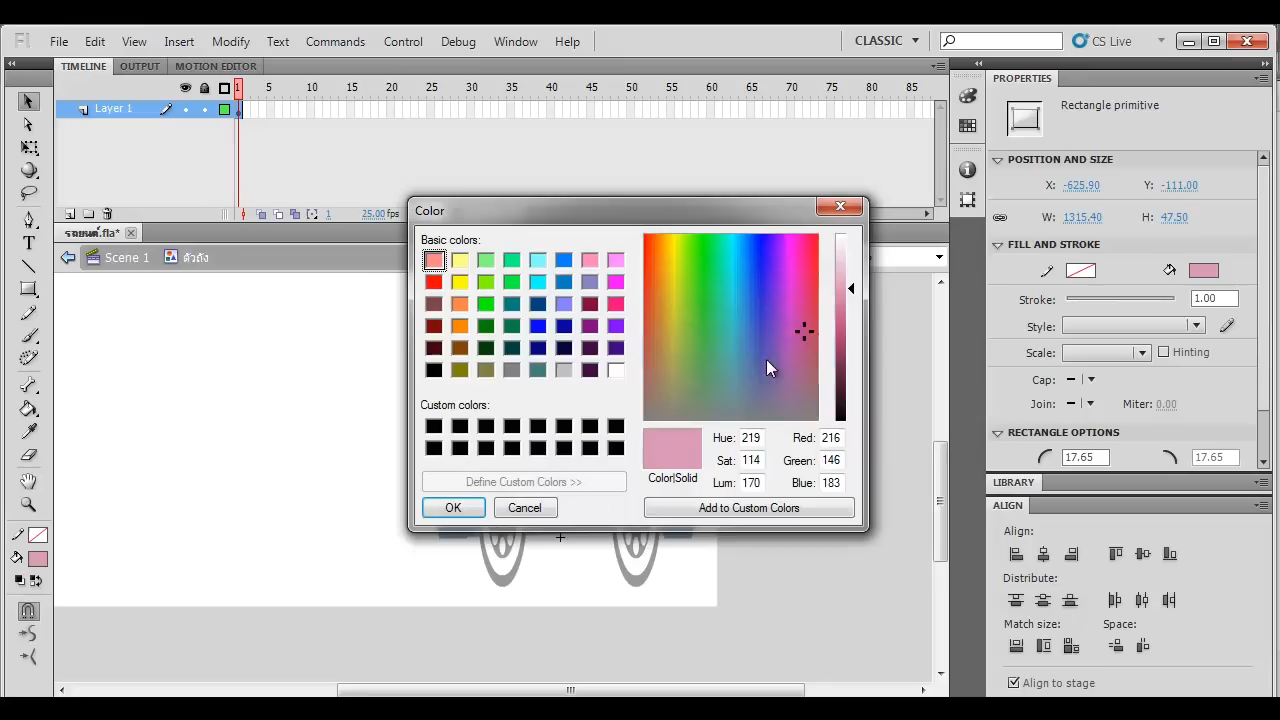 Fl File Edit View Insert Modify Text Commands Control Debug Window Help CLASSIC CS Live
TIMELINE OUTPUT MOTION EDITOR
1 5 10 15 20 25 30 35 40 45 50 55 60 65 70 75 80 85
Layer 1
1 25.00 fps
รถยนต์.fla*
Scene 1 ตัวถัง
Color
Basic colors:
Custom colors:
Define Custom Colors >>
OK Cancel
Color|Solid
Hue: 219 Red: 216
Sat: 114 Green: 146
Lum: 170 Blue: 183
Add to Custom Colors
PROPERTIES
Rectangle primitive
POSITION AND SIZE
X: -625.90 Y: -111.00
W: 1315.40 H: 47.50
FILL AND STROKE
Stroke: 1.00
Style:
Scale: Hinting
Cap:
Join: Miter: 0.00
RECTANGLE OPTIONS
17.65 17.65
LIBRARY
ALIGN
Align:
Distribute:
Match size: Space:
Align to stage